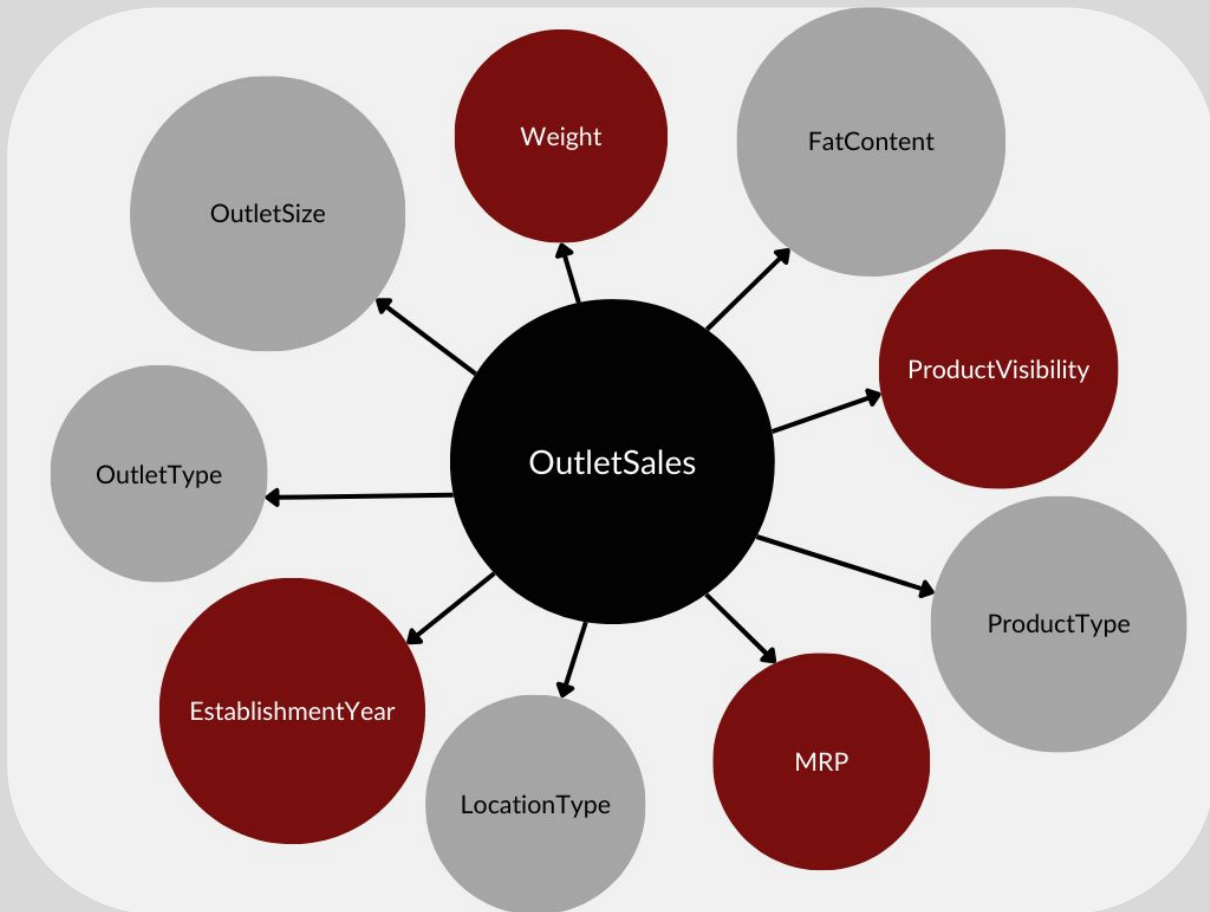 Weight
FatContent
OutletSize
ProductVisibility
OutletSales
OutletType
ProductType
EstablishmentYear
MRP
LocationType